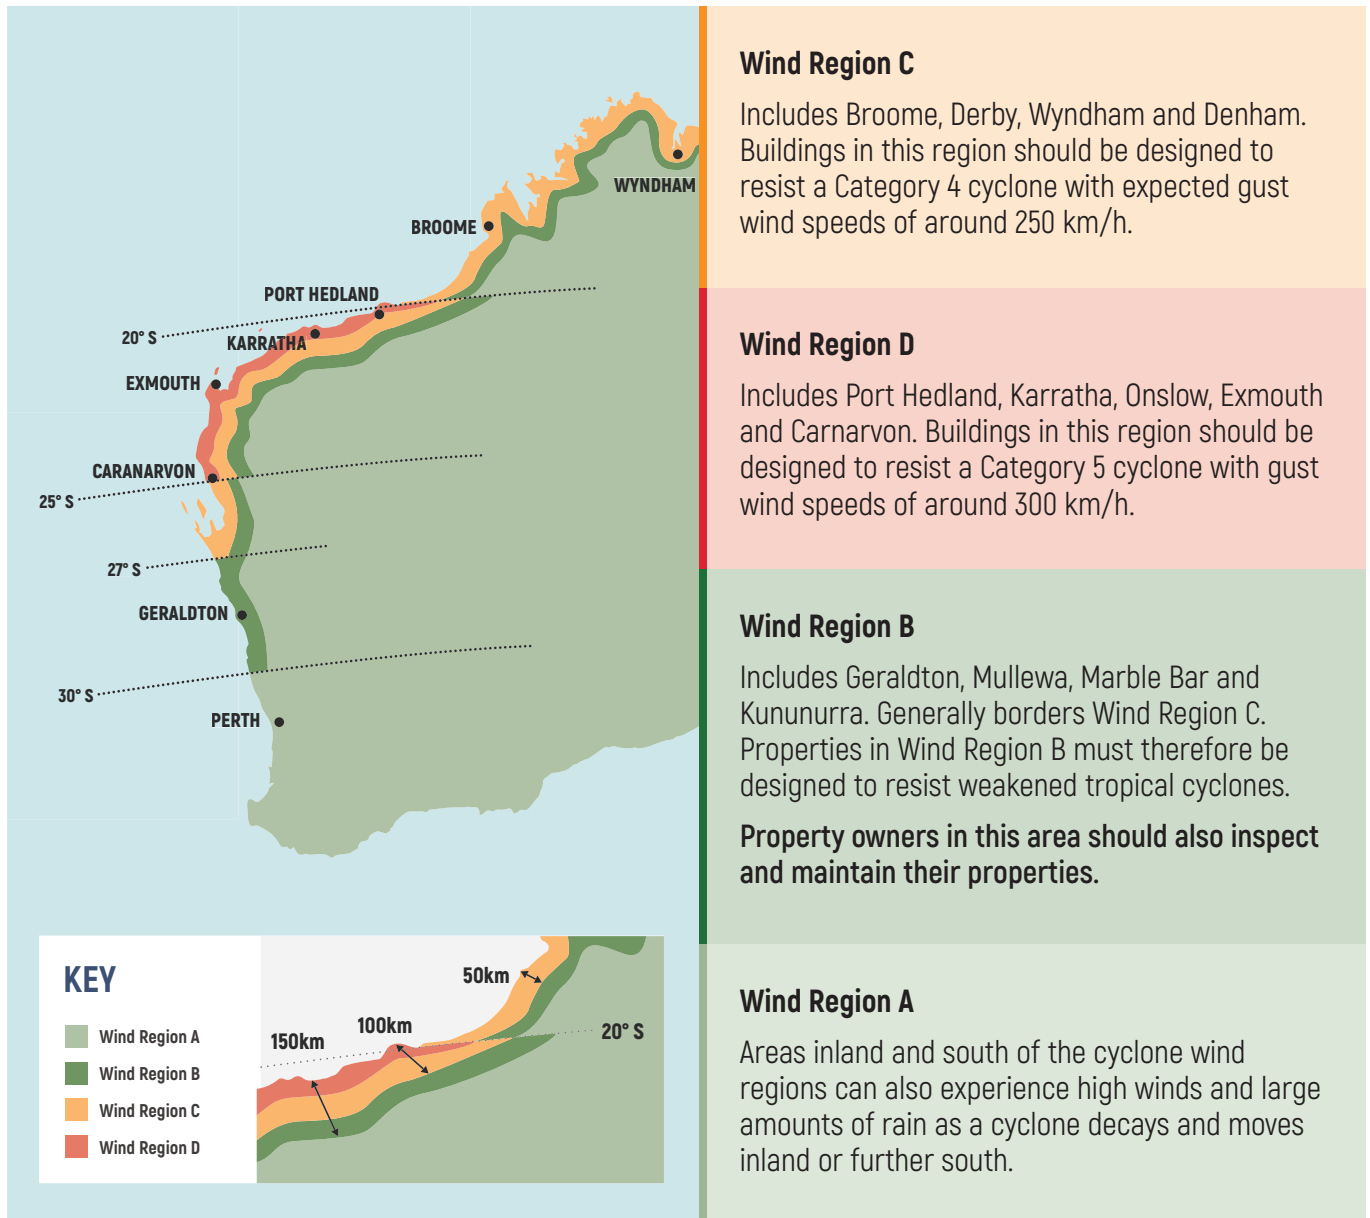 WYNDHAM
BROOME
PORT HEDLAND
20° S
KARRATHA
EXMOUTH
CARANARVON
25° S
27° S
GERALDTON
30° S
PERTH
KEY
Wind Region A
Wind Region B
Wind Region C
Wind Region D
50km
100km
150km
20° S
Wind Region C
Includes Broome, Derby, Wyndham and Denham.
Buildings in this region should be designed to
resist a Category 4 cyclone with expected gust
wind speeds of around 250 km/h.
Wind Region D
Includes Port Hedland, Karratha, Onslow, Exmouth
and Carnarvon. Buildings in this region should be
designed to resist a Category 5 cyclone with gust
wind speeds of around 300 km/h.
Wind Region B
Includes Geraldton, Mullewa, Marble Bar and
Kununurra. Generally borders Wind Region C.
Properties in Wind Region B must therefore be
designed to resist weakened tropical cyclones.
Property owners in this area should also inspect
and maintain their properties.
Wind Region A
Areas inland and south of the cyclone wind
regions can also experience high winds and large
amounts of rain as a cyclone decays and moves
inland or further south.